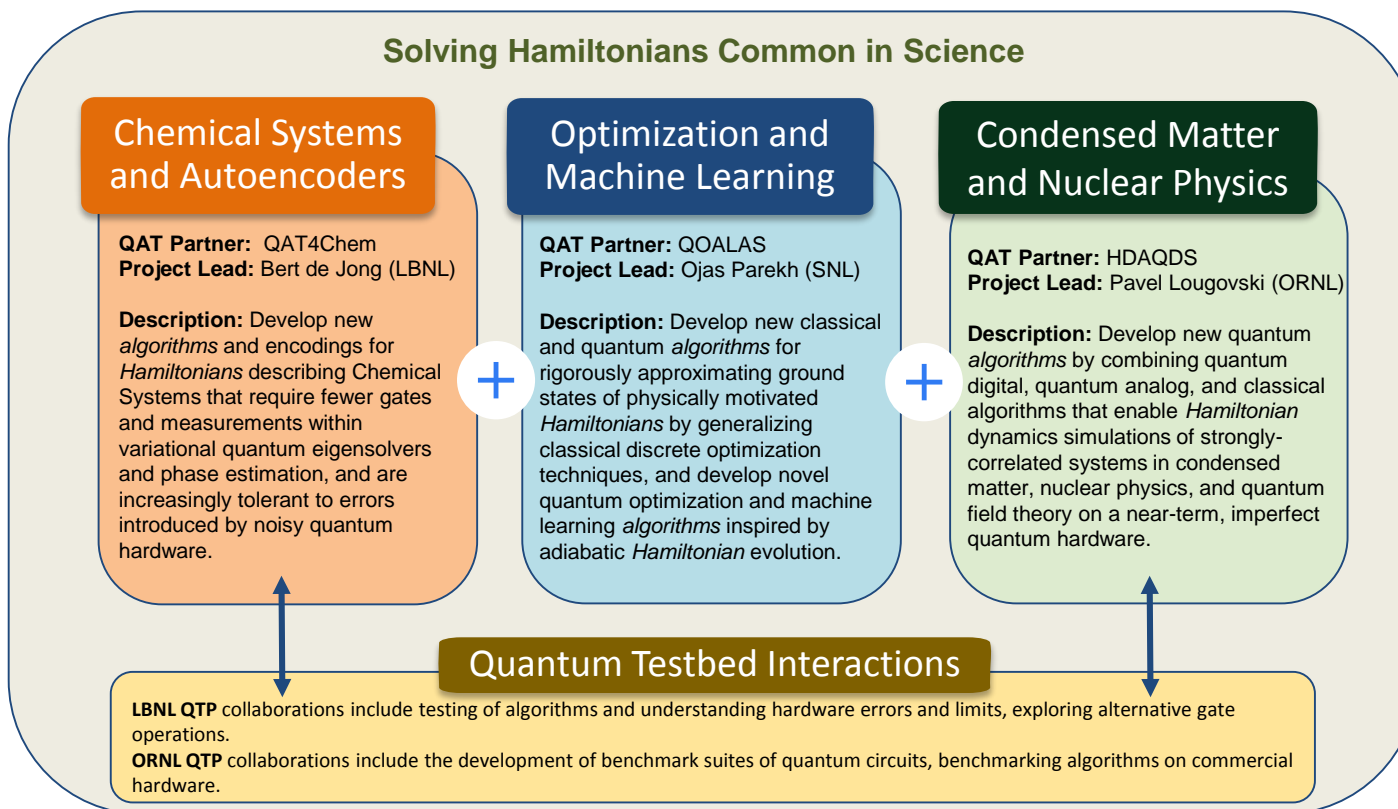 Solving Hamiltonians Common in Science
Chemical Systems
and Autoencoders
QAT Partner: QAT4Chem
Project Lead: Bert de Jong (LBNL)
Description: Develop new
algorithms and encodings for
Hamiltonians describing Chemical
Systems that require fewer gates
and measurements within
variational quantum eigensolvers
and phase estimation, and are
increasingly tolerant to errors
introduced by noisy quantum
hardware.
+
Optimization and
Machine Learning
QAT Partner: QOALAS
Project Lead: Ojas Parekh (SNL)
Description: Develop new classical
and quantum algorithms for
rigorously approximating ground
states of physically motivated
Hamiltonians by generalizing
classical discrete optimization
techniques, and develop novel
quantum optimization and machine
learning algorithms inspired by
adiabatic Hamiltonian evolution.
+
Condensed Matter
and Nuclear Physics
QAT Partner: HDAQDS
Project Lead: Pavel Lougovski (ORNL)
Description: Develop new quantum
algorithms by combining quantum
digital, quantum analog, and classical
algorithms that enable Hamiltonian
dynamics simulations of strongly-
correlated systems in condensed
matter, nuclear physics, and quantum
field theory on a near-term, imperfect
quantum hardware.
Quantum Testbed Interactions
LBNL QTP collaborations include testing of algorithms and understanding hardware errors and limits, exploring alternative gate
operations.
ORNL QTP collaborations include the development of benchmark suites of quantum circuits, benchmarking algorithms on commercial
hardware.